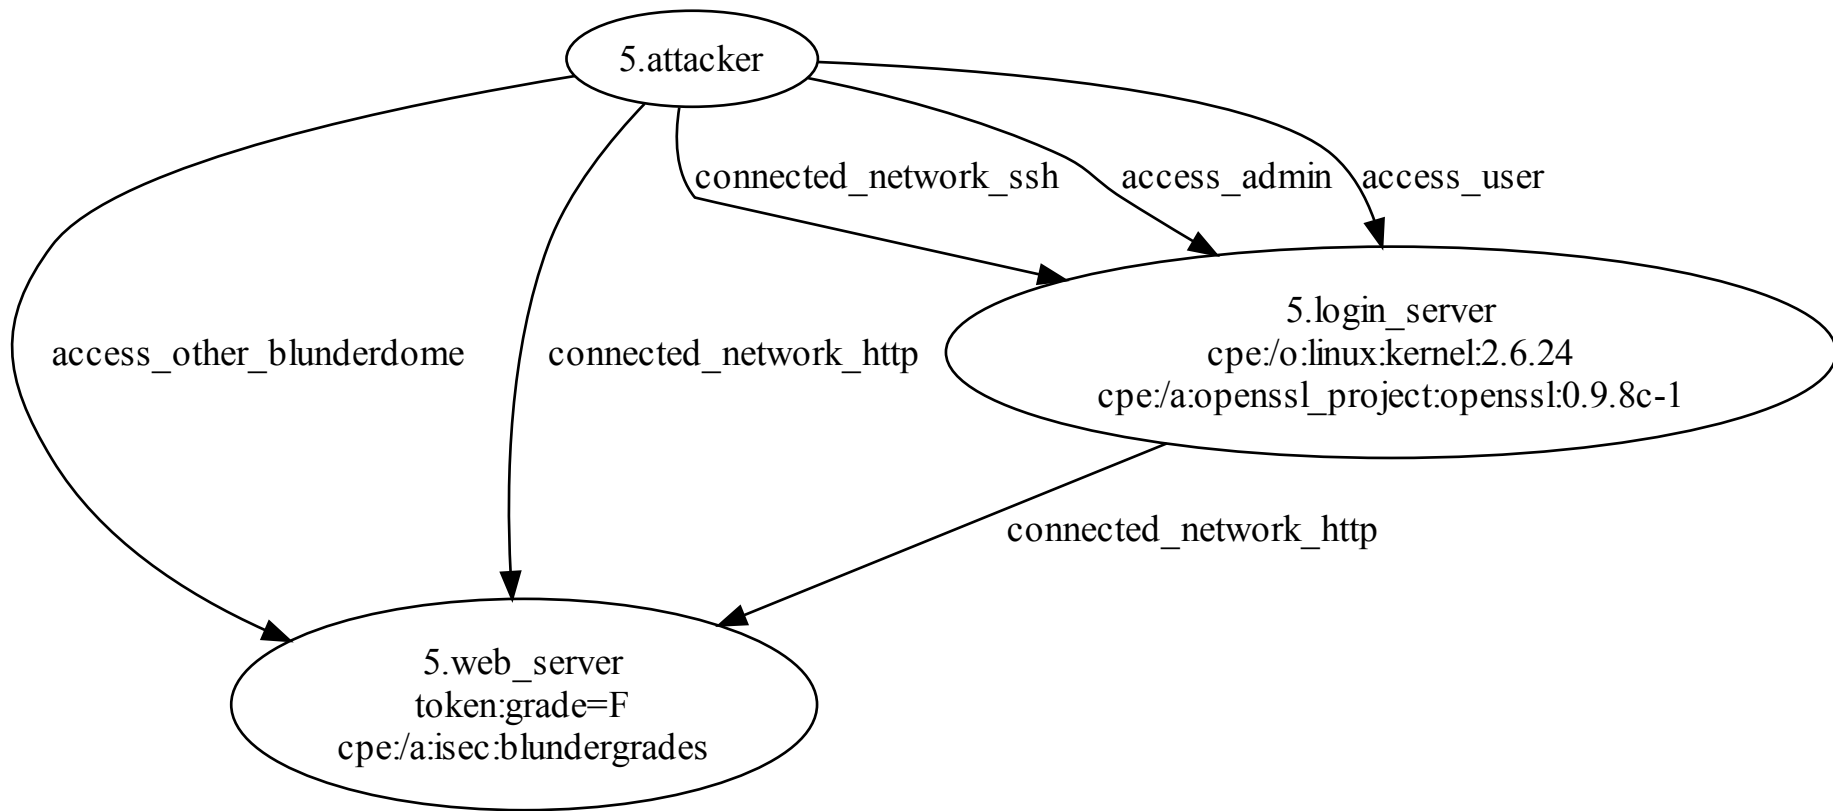 5.attacker
connected_network_ssh
access_admin
access_user
5.login_server
cpe:/o:linux:kernel:2.6.24
cpe:/a:openssl_project:openssl:0.9.8c-1
access_other_blunderdome
connected_network_http
connected_network_http
5.web_server
token:grade=F
cpe:/a:isec:blundergrades